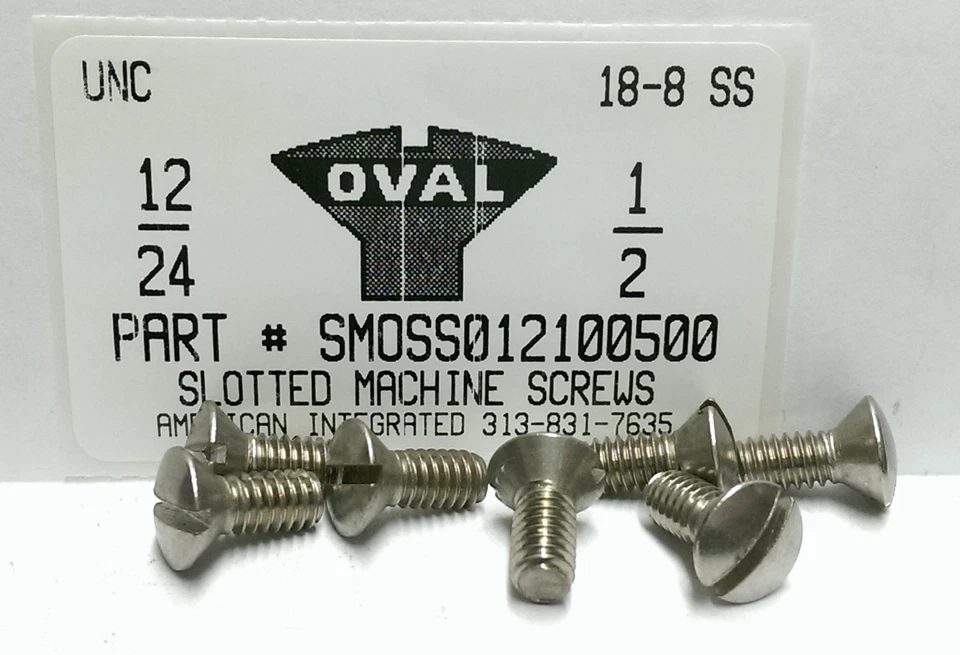 UNC 18-8 SS
OVAL
12/24 1/2
PART # SMOSS012100500
SLOTTED MACHINE SCREWS
AMERICAN INTEGRATED 313-831-7635